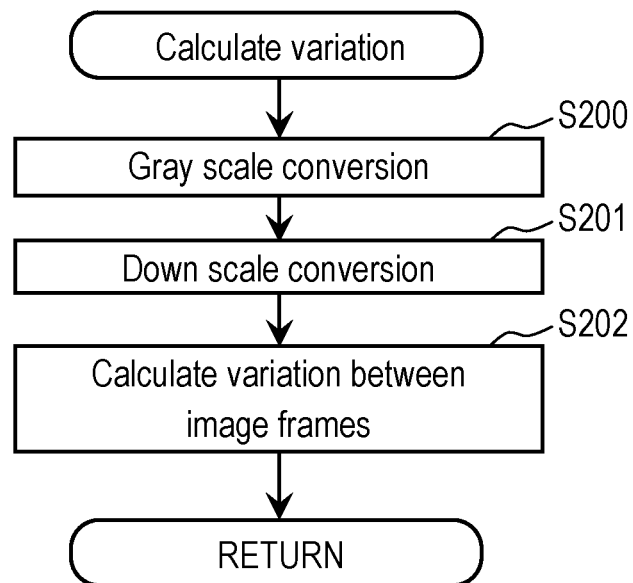 Calculate variation
S200
Gray scale conversion
S201
Down scale conversion
S202
Calculate variation between
image frames
RETURN